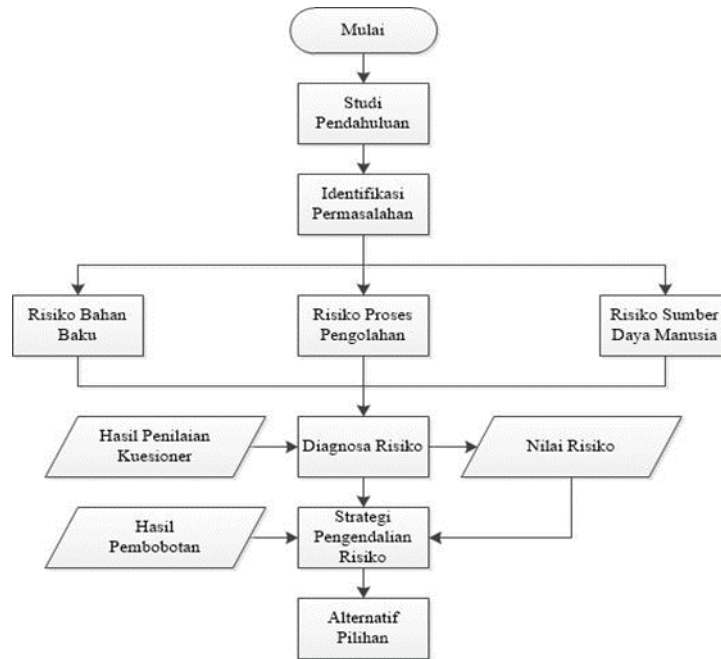 Mulai
Studi
Pendahuluan
Identifikasi
Permasalahan
Risiko Bahan
Baku
Risiko Proses
Pengolahan
Risiko Sumber
Daya Manusia
Hasil Penilaian
Kuesioner
Diagnosa Risiko
Nilai Risiko
Hasil
Pembobotan
Strategi
Pengendalian
Risiko
Alternatif
Pilihan